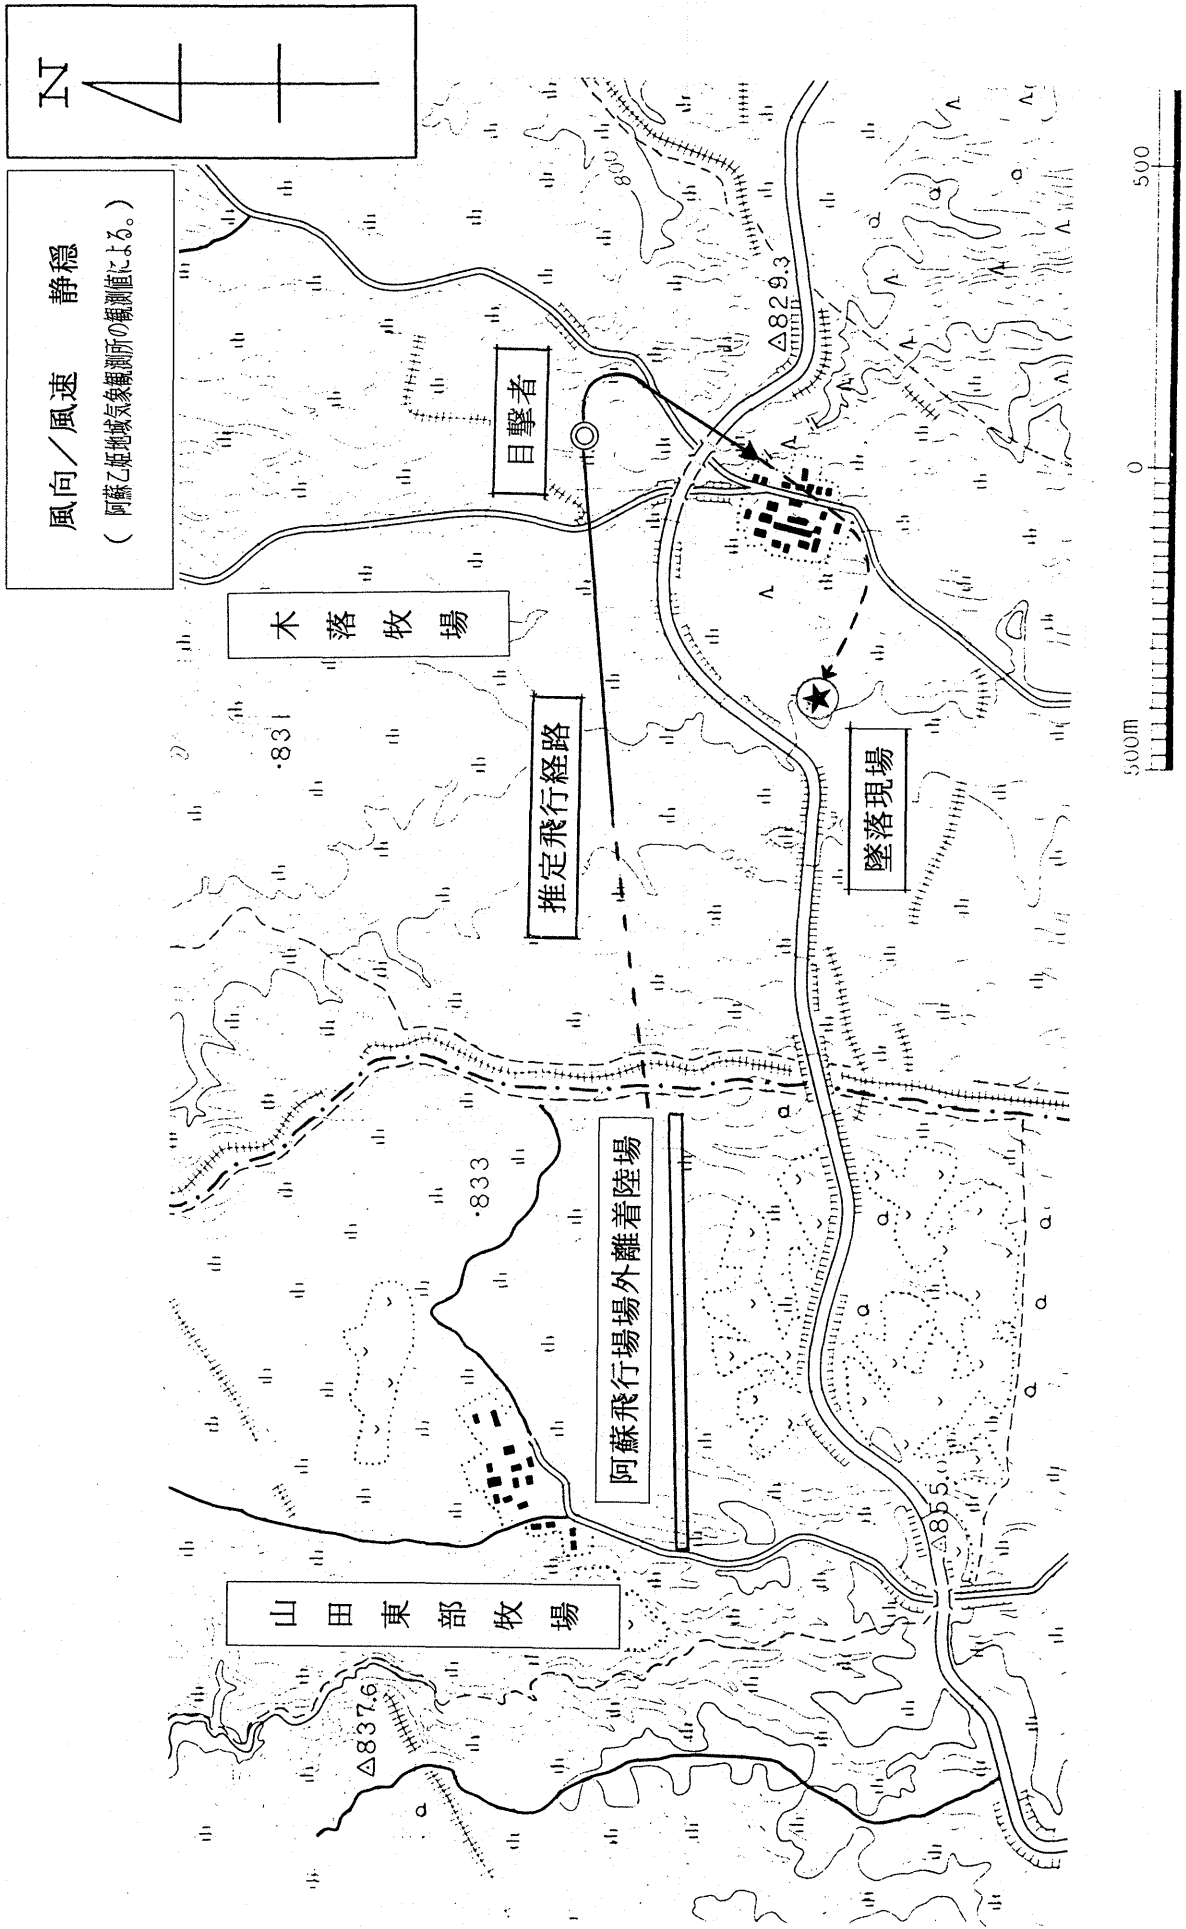 N
風向／風速　静穏
(阿蘇乙姫地域気象観測所の観測値による。)
目撃者
木落牧場
推定飛行経路
墜落現場
阿蘇飛行場場外離着陸場
山田東部牧場
800
△829.3
·831
·833
△855.0
△837.6
500m
0
500